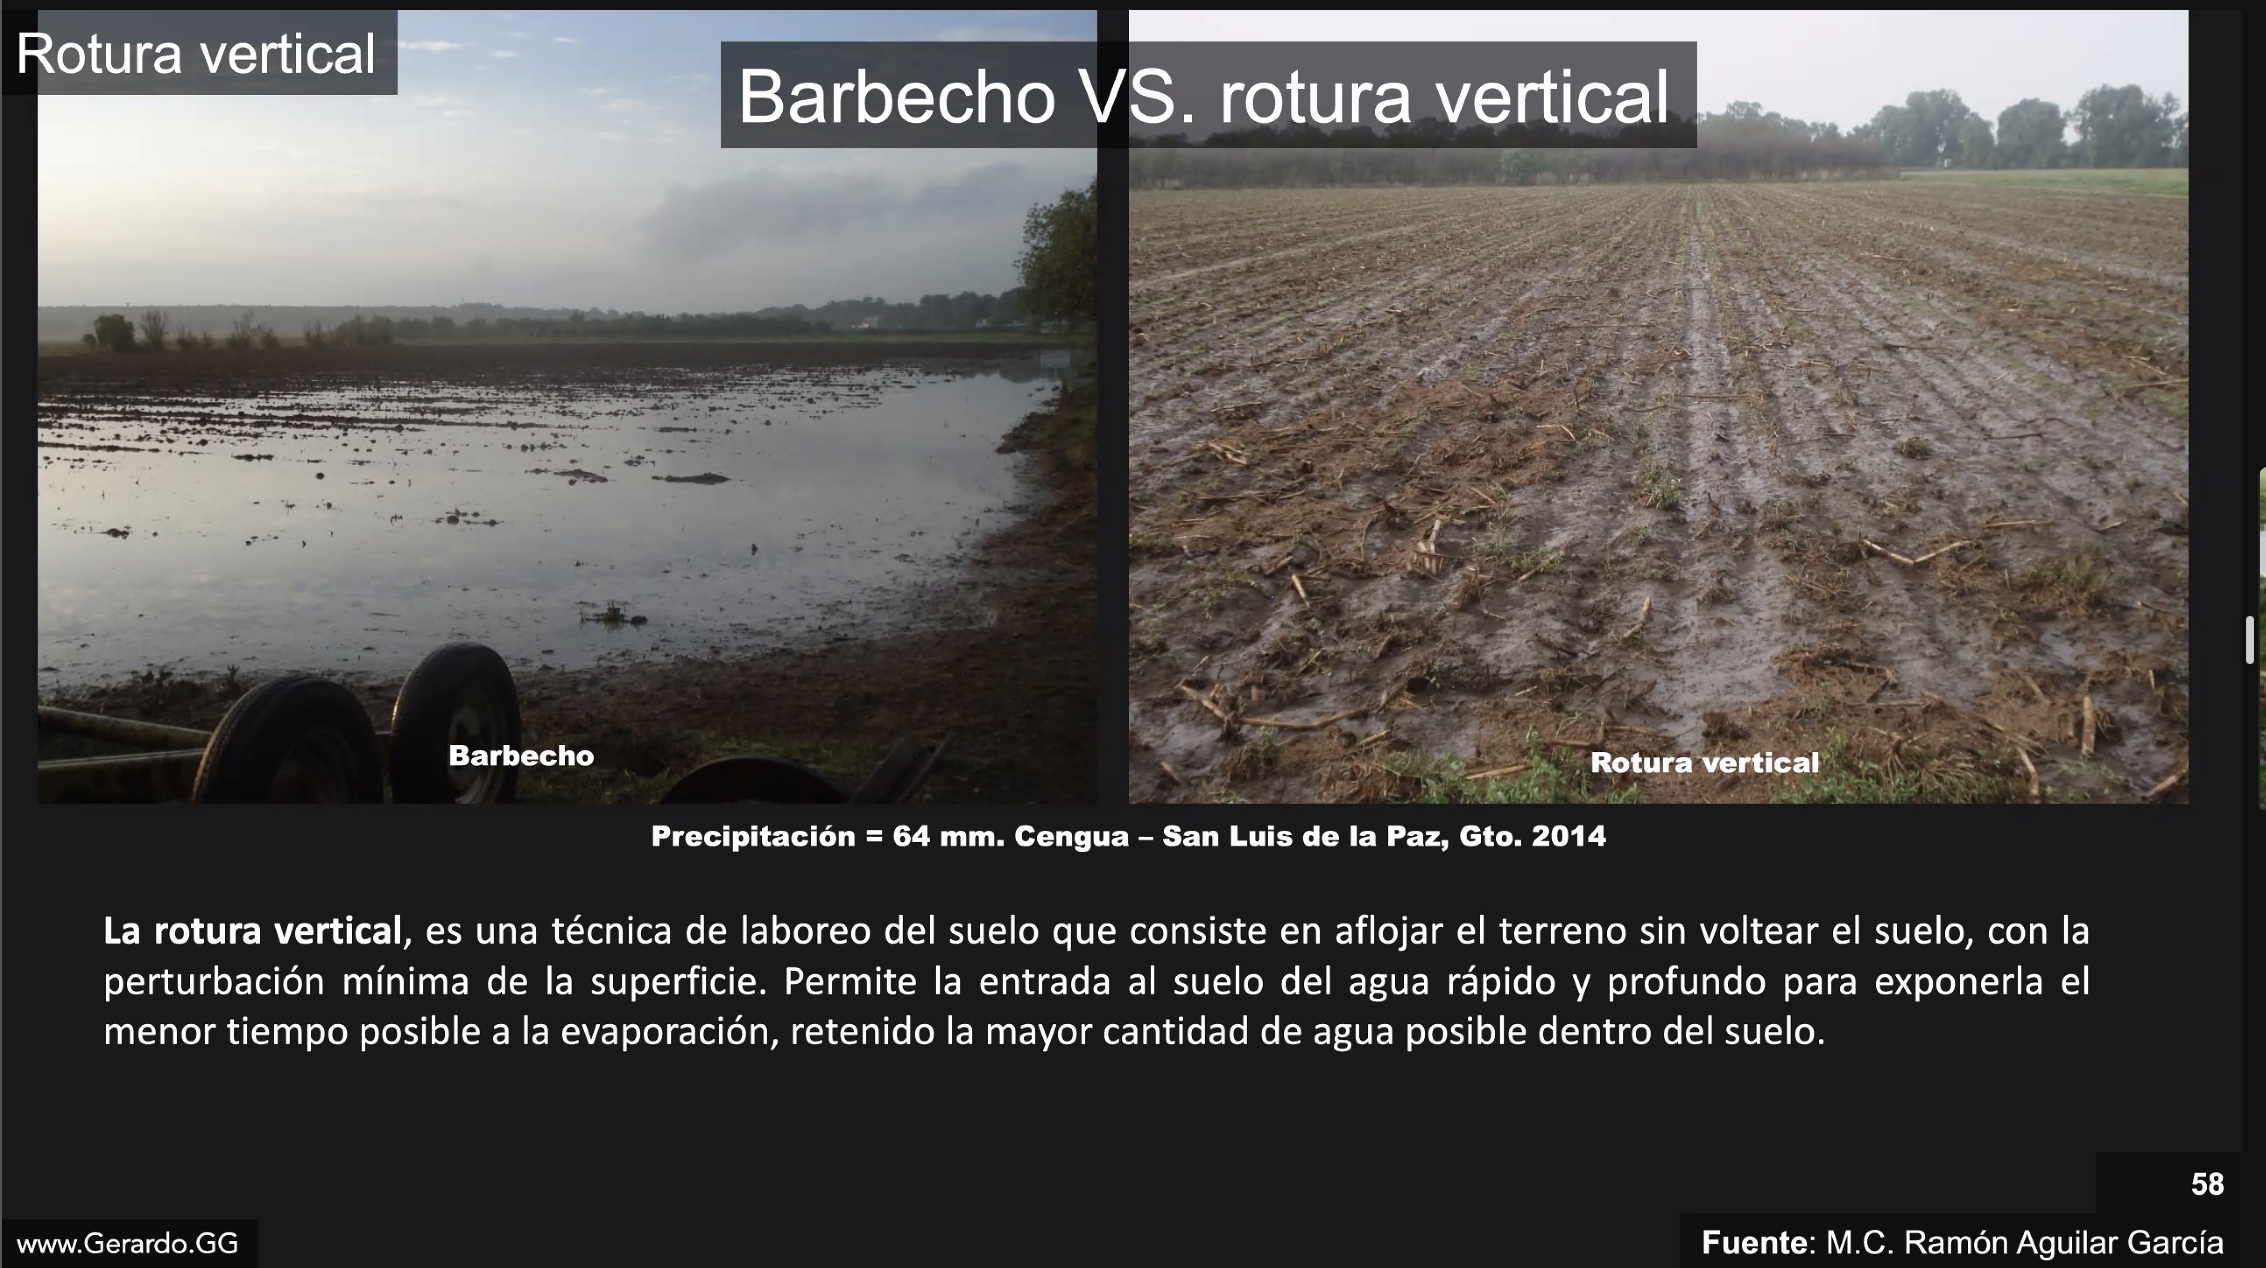 Rotura vertical
Barbecho VS. rotura vertical
Barbecho
Rotura vertical
Precipitación = 64 mm. Cengua – San Luis de la Paz, Gto. 2014
La rotura vertical, es una técnica de laboreo del suelo que consiste en aflojar el terreno sin voltear el suelo, con la
perturbación mínima de la superficie. Permite la entrada al suelo del agua rápido y profundo para exponerla el
menor tiempo posible a la evaporación, retenido la mayor cantidad de agua posible dentro del suelo.
58
www.Gerardo.GG
Fuente: M.C. Ramón Aguilar García